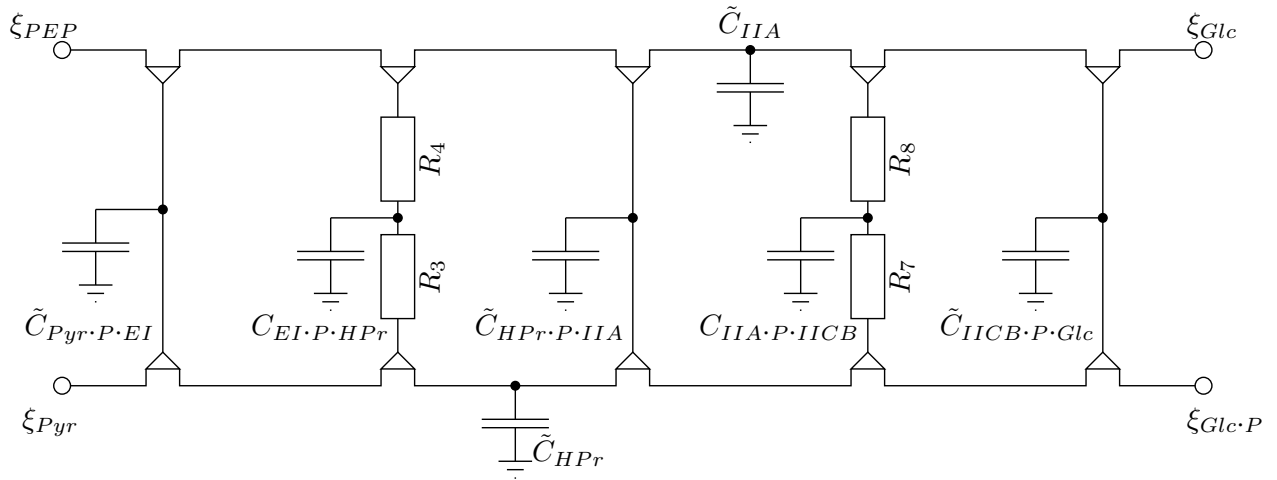 ξ_{PEP}
C̃_{IIA}
ξ_{Glc}
R_4
R_8
R_3
R_7
C̃_{Pyr·P·EI}
C_{EI·P·HPr}
C̃_{HPr·P·IIA}
C_{IIA·P·IICB}
C̃_{IICB·P·Glc}
ξ_{Pyr}
ξ_{Glc·P}
C̃_{HPr}